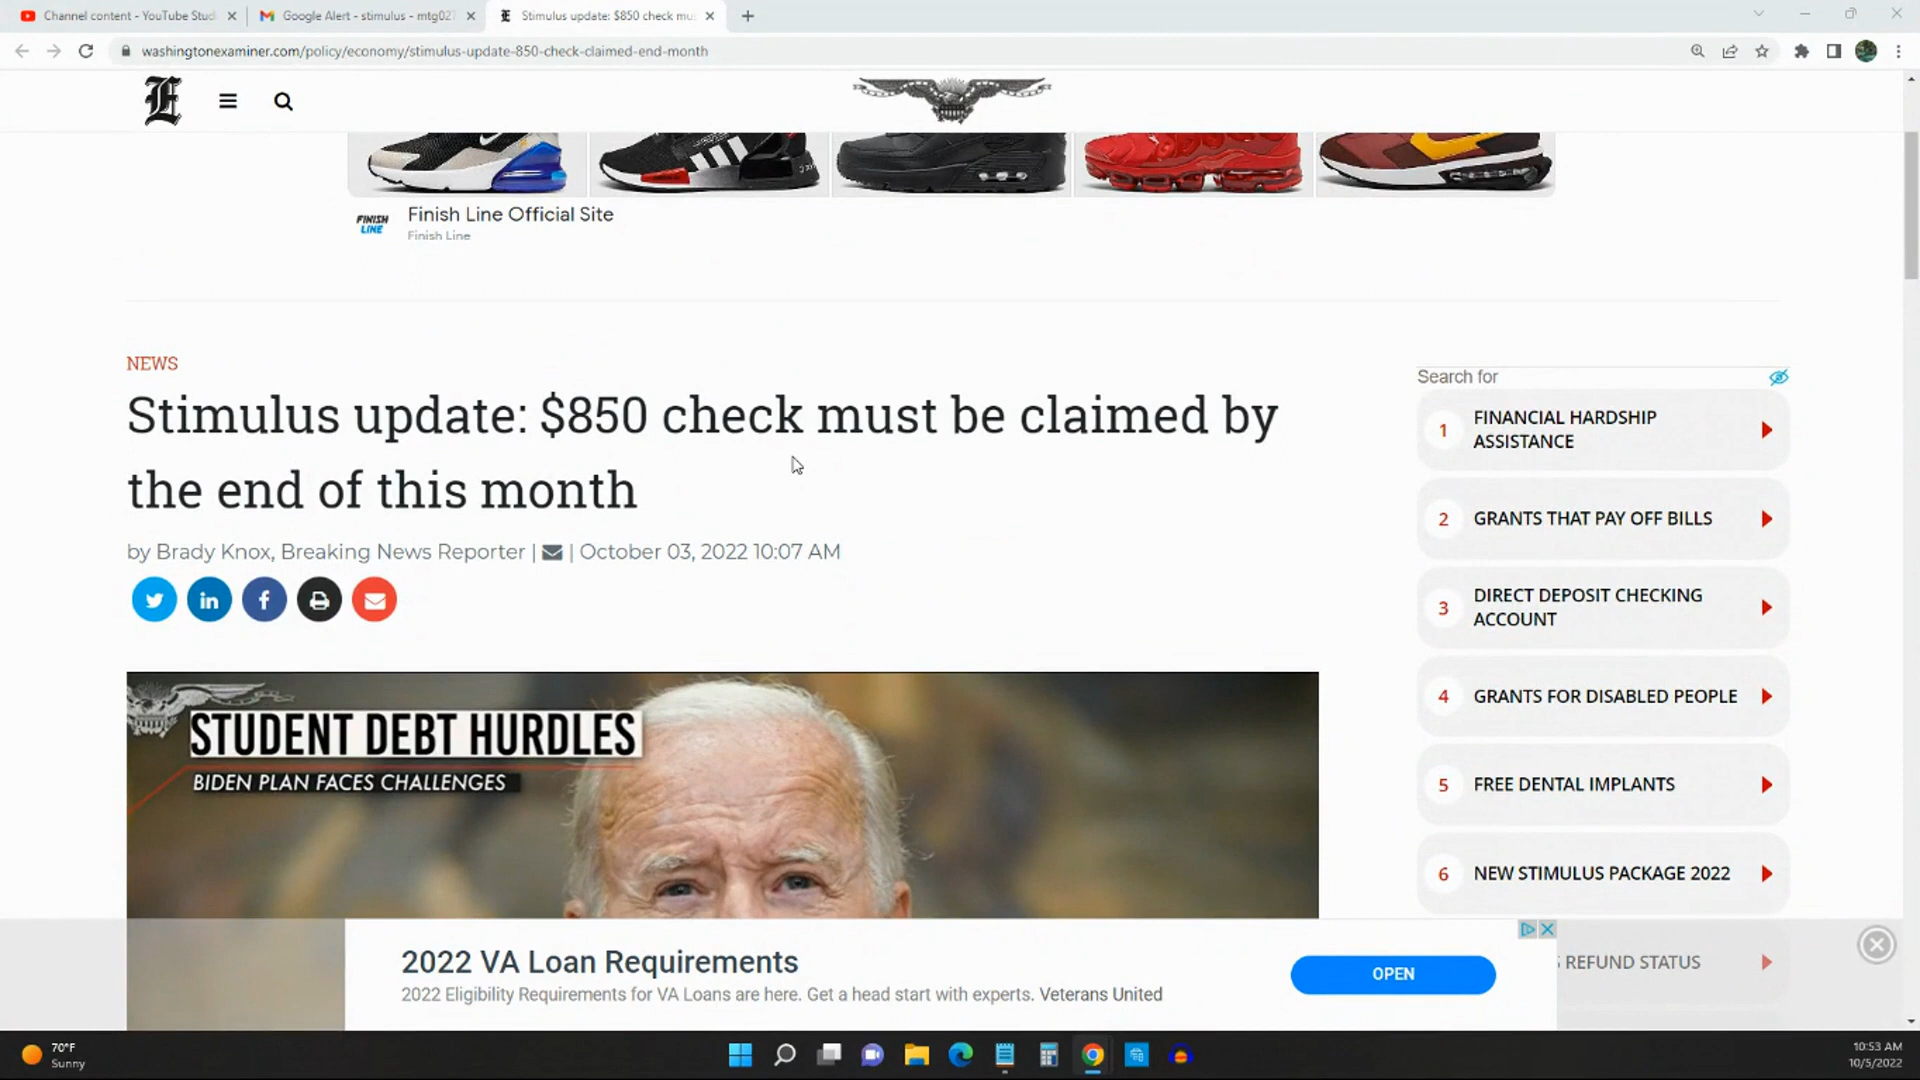 Channel content - YouTube Stud
Google Alert - stimulus - mtg027
Stimulus update: $850 check mu
washingtonexaminer.com/policy/economy/stimulus-update-850-check-claimed-end-month
E
FINISH
LINE
Finish Line Official Site
Finish Line
NEWS
Stimulus update: $850 check must be claimed by
the end of this month
by Brady Knox, Breaking News Reporter | | October 03, 2022 10:07 AM
STUDENT DEBT HURDLES
BIDEN PLAN FACES CHALLENGES
Search for
1 FINANCIAL HARDSHIP
ASSISTANCE
2 GRANTS THAT PAY OFF BILLS
3 DIRECT DEPOSIT CHECKING
ACCOUNT
4 GRANTS FOR DISABLED PEOPLE
5 FREE DENTAL IMPLANTS
6 NEW STIMULUS PACKAGE 2022
REFUND STATUS
2022 VA Loan Requirements
2022 Eligibility Requirements for VA Loans are here. Get a head start with experts. Veterans United
OPEN
70°F
Sunny
10:53 AM
10/5/2022